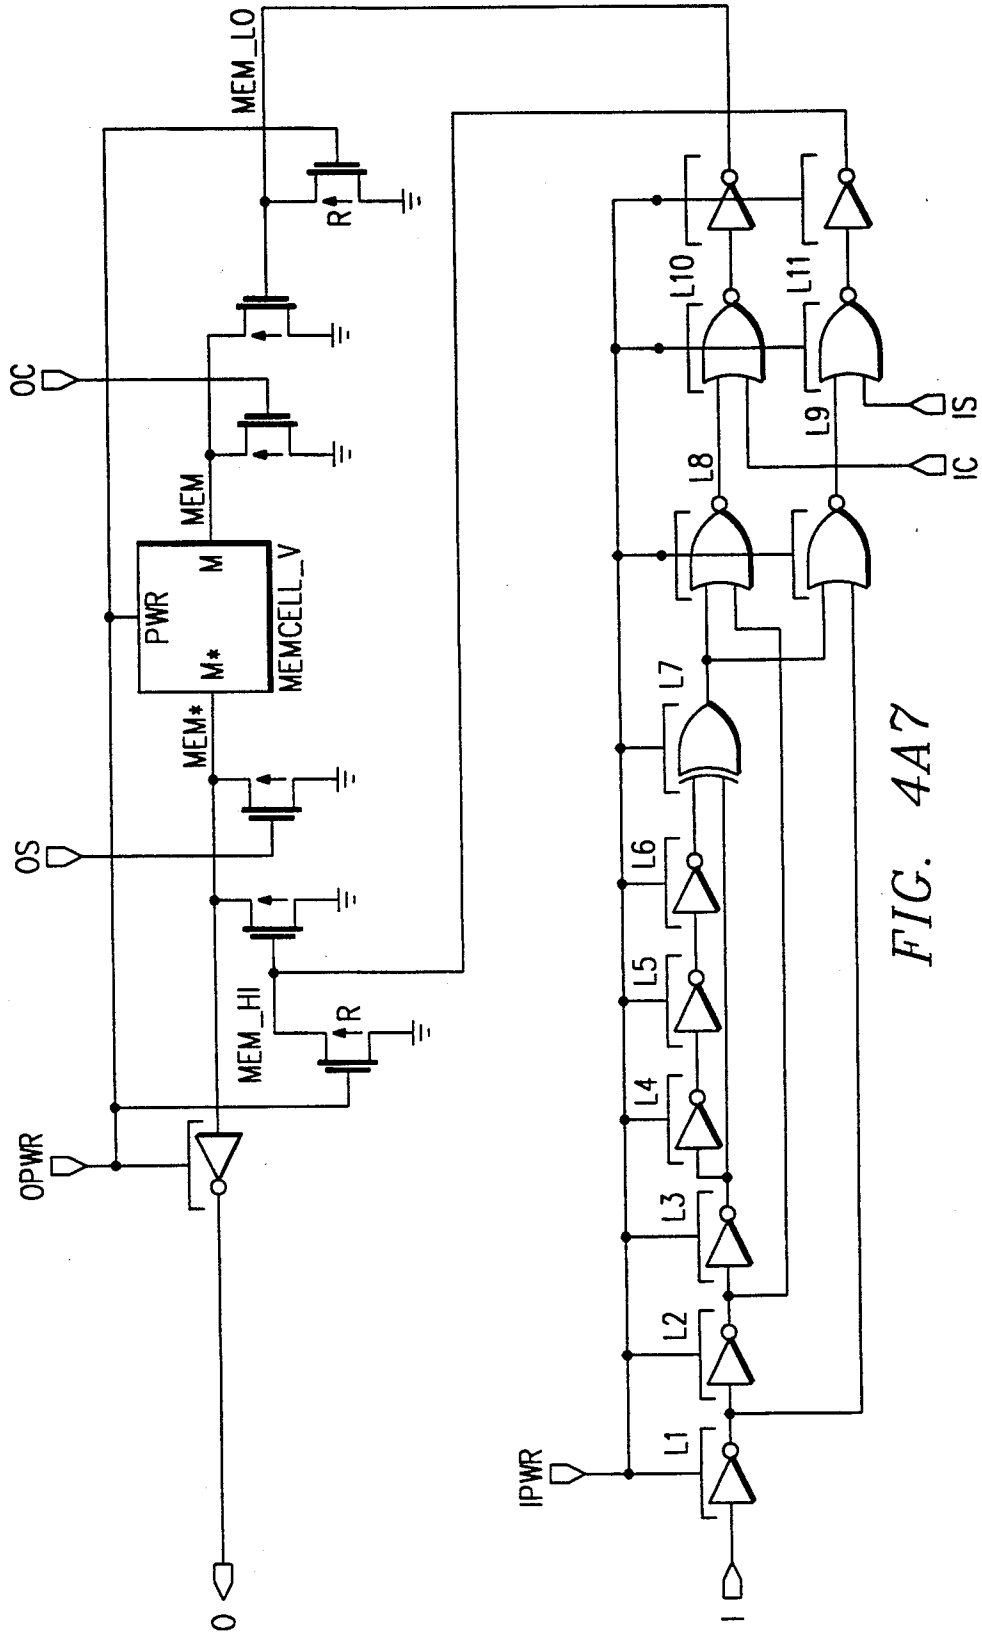 OPWR
OS
OC
MEM_HI
R
MEM*
M*
PWR
M
MEMCELL_V
MEM
MEM_LO
R
O
IPWR
I
L1
L2
L3
L4
L5
L6
L7
L8
L9
L10
L11
IC
IS
FIG. 4A7